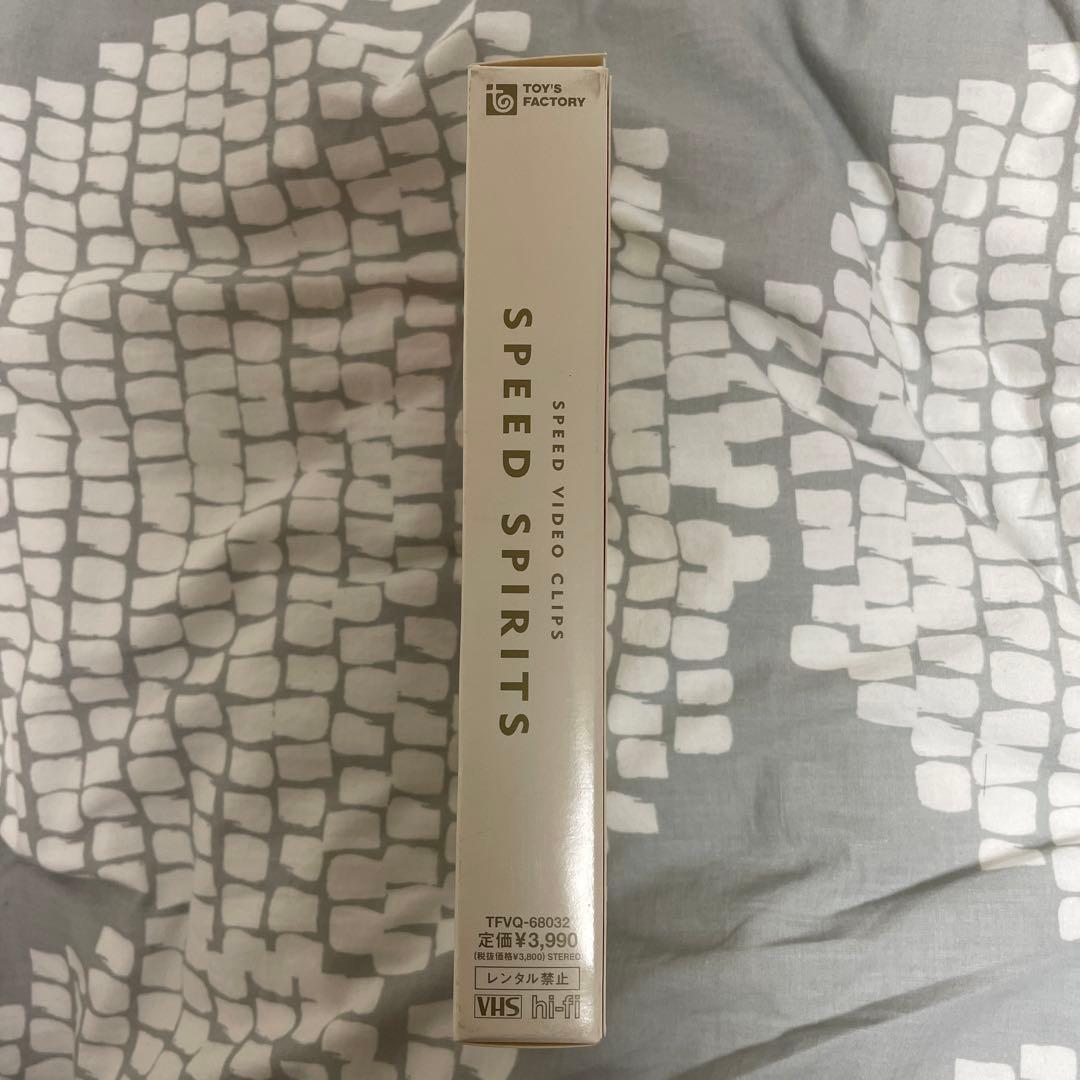 TOY'S
FACTORY
SPEED VIDEO CLIPS
SPEED SPIRITS
TFVQ-68032
定価¥3,990
(税抜価格¥3,800) STEREO
レンタル禁止
VHS hi-fi